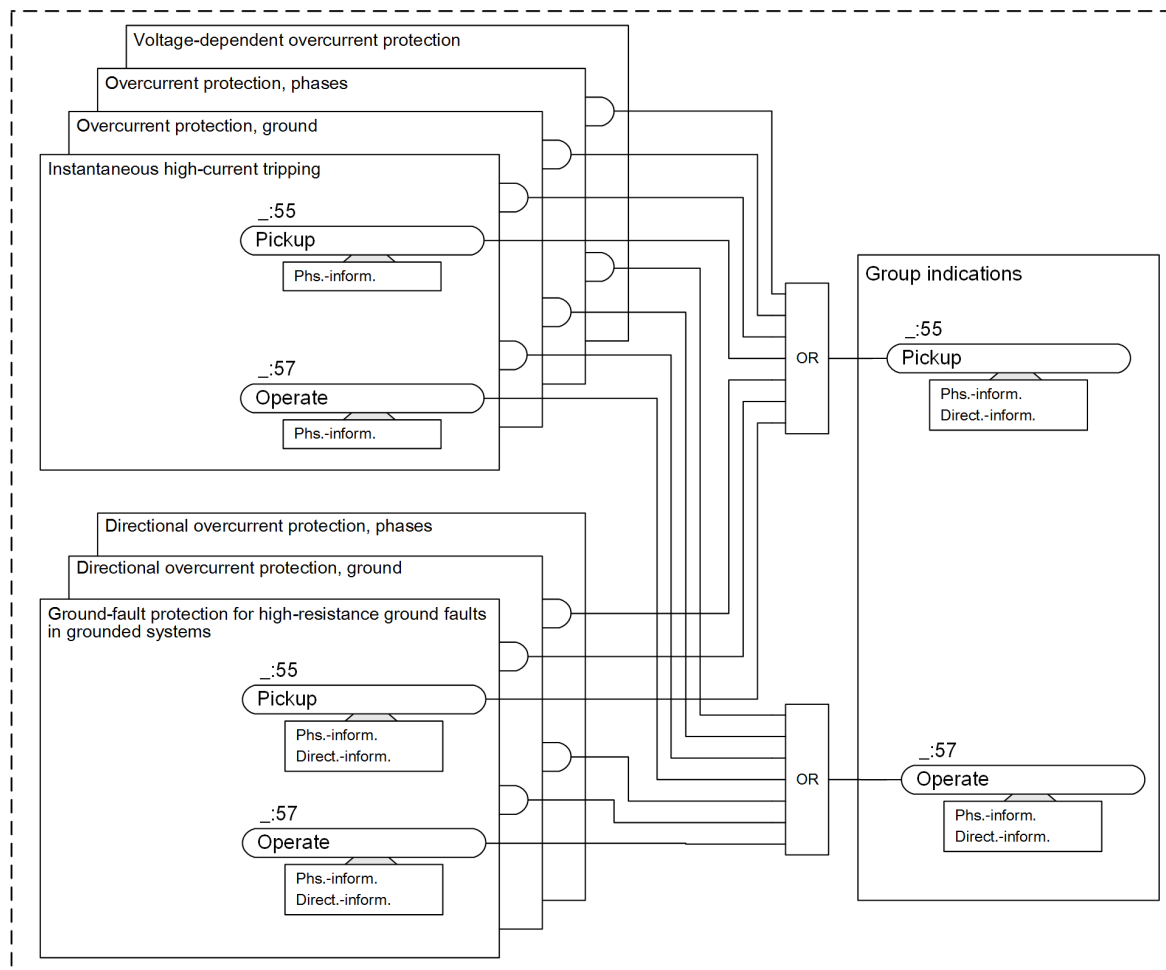 Voltage-dependent overcurrent protection
Overcurrent protection, phases
Overcurrent protection, ground
Instantaneous high-current tripping
_:55
Pickup
Phs.-inform.
_:57
Operate
Phs.-inform.
Directional overcurrent protection, phases
Directional overcurrent protection, ground
Ground-fault protection for high-resistance ground faults
in grounded systems
_:55
Pickup
Phs.-inform.
Direct.-inform.
_:57
Operate
Phs.-inform.
Direct.-inform.
OR
OR
Group indications
_:55
Pickup
Phs.-inform.
Direct.-inform.
_:57
Operate
Phs.-inform.
Direct.-inform.